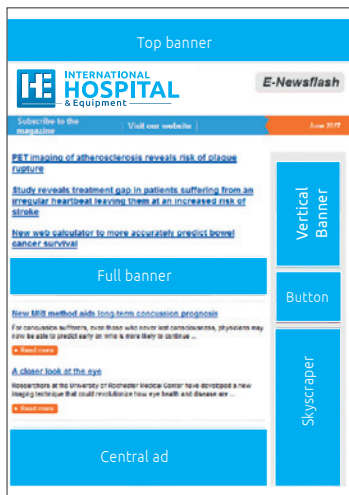 Top banner
HE INTERNATIONAL
HOSPITAL
& Equipment
E-Newsflash
Subscribe to the
magazine
Visit our website
June 2017
PET imaging of atherosclerosis reveals risk of plaque
rupture
Study reveals treatment gap in patients suffering from an
irregular heartbeat leaving them at an increased risk of
stroke
New web calculator to more accurately predict bowel
cancer survival
Vertical
Banner
Full banner
Button
New MRI method aids long-term concussion prognosis
For concussion sufferers, even those who never lost consciousness, physicians may
now be able to predict early on who is more likely to continue ...
Read more
A closer look at the eye
Researchers at the University of Rochester Medical Center have developed a new
imaging technique that could revolutionize how eye health and disease are ...
Read more
Skyscraper
Central ad